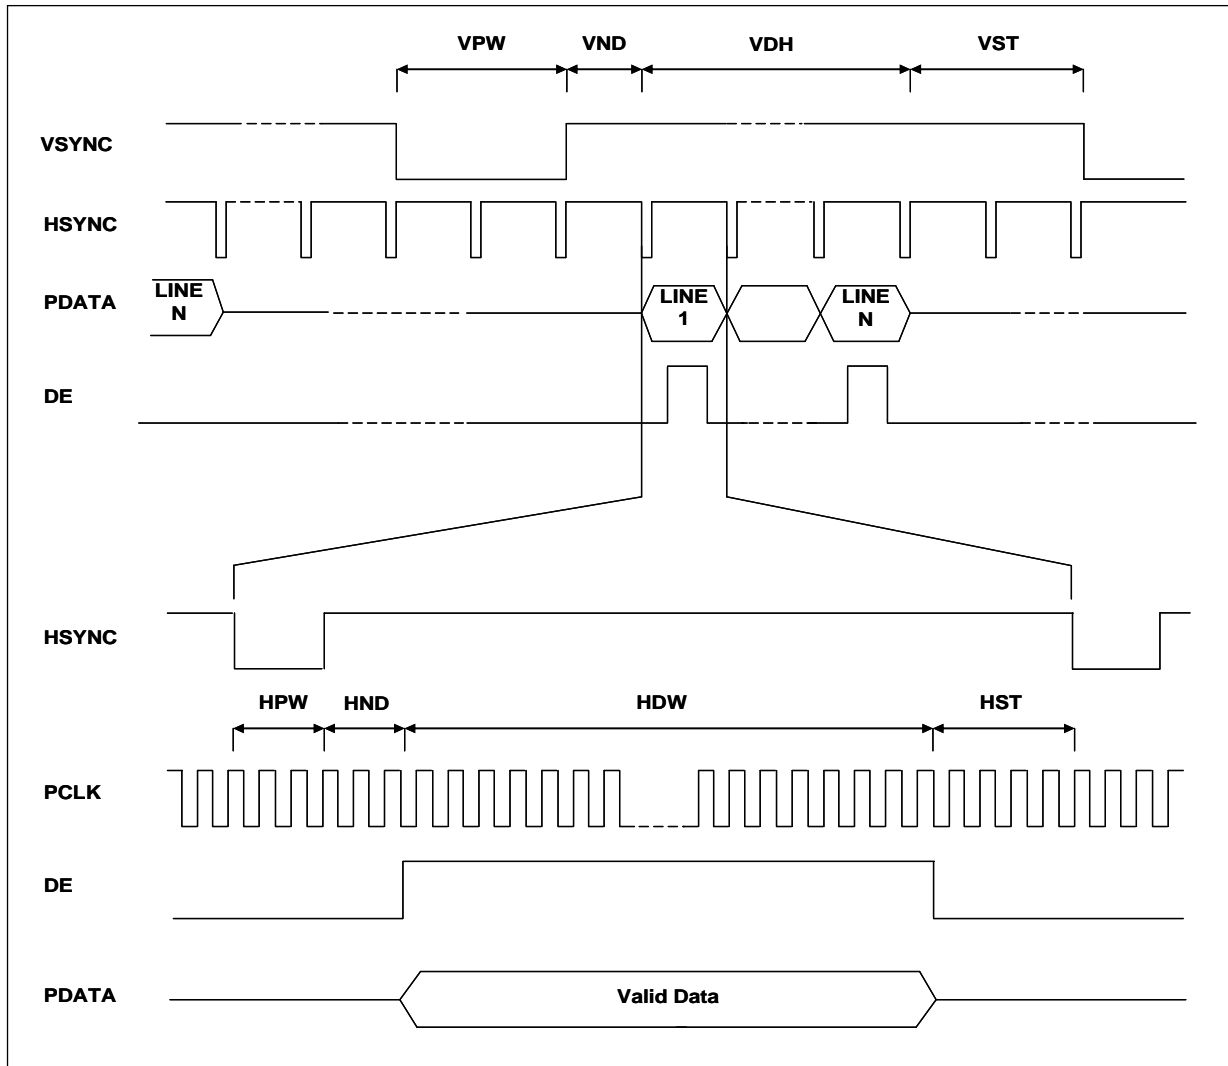 VPW VND VDH VST
VSYNC
HSYNC
PDATA LINE N LINE 1 LINE N
DE
HSYNC
HPW HND HDW HST
PCLK
DE
PDATA Valid Data